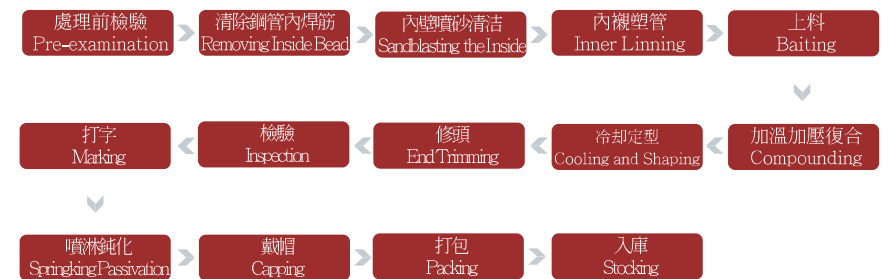 處理前檢驗
Pre-examination
清除鋼管內焊筋
Removing Inside Bead
內壁噴砂清洁
Sandblasting the Inside
內襯塑管
Inner Linning
上料
Baiting
加溫加壓復合
Compounding
冷却定型
Cooling and Shaping
修頭
End Trimming
檢驗
Inspection
打字
Marking
噴淋鈍化
Springking Passivation
戴帽
Capping
打包
Packing
入庫
Stocking